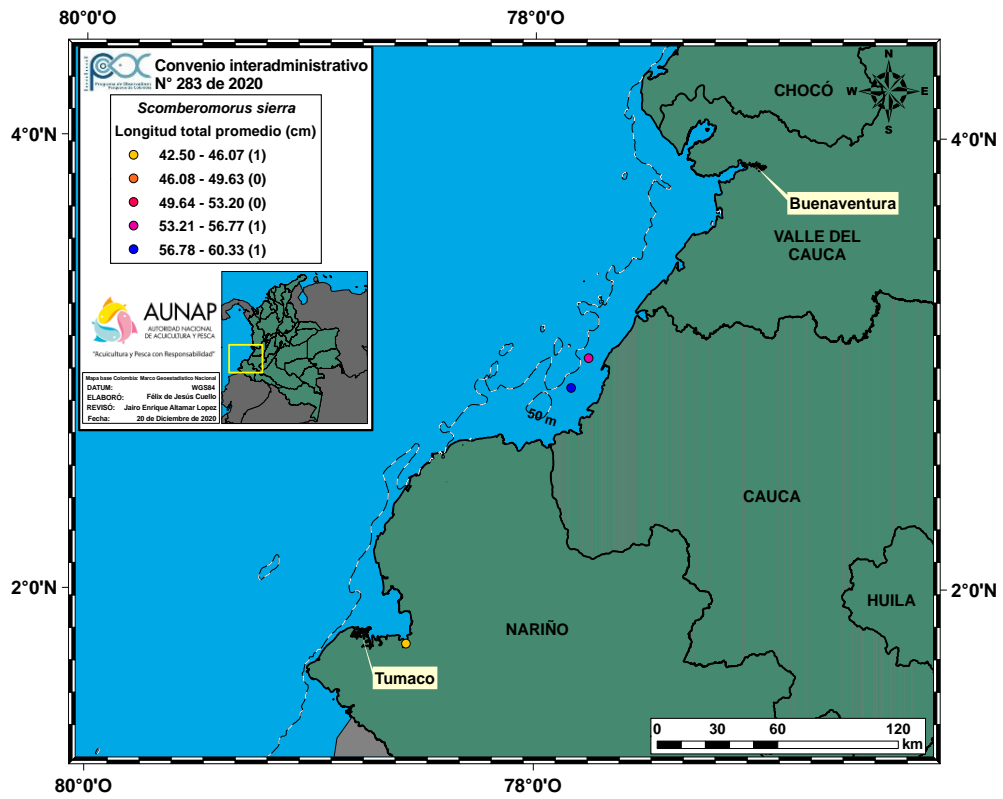 80°0'W
78°0'W
Convenio interadministrativo
N° 283 de 2020
Scomberomorus sierra
Longitud total promedio (cm)
42.50 - 46.07 (1)
46.08 - 49.63 (0)
49.64 - 53.20 (0)
53.21 - 56.77 (1)
56.78 - 60.33 (1)
AUNAP
AUTORIDAD NACIONAL
DE ACUICULTURA Y PESCA
"Acuicultura y Pesca con Responsabilidad"
Mapa base Colombia: Marco Geoestadístico Nacional
DATUM: WGS84
ELABORÓ: Félix de Jesús Cuello
REVISÓ: Jairo Enrique Altamar Lopez
Fecha: 20 de Diciembre de 2020
N
W
E
S
CHOCÓ
4°0'N
4°0'N
Buenaventura
VALLE DEL
CAUCA
50 m
CAUCA
2°0'N
2°0'N
HUILA
NARIÑO
Tumaco
0 30 60 120
km
80°0'W
78°0'W